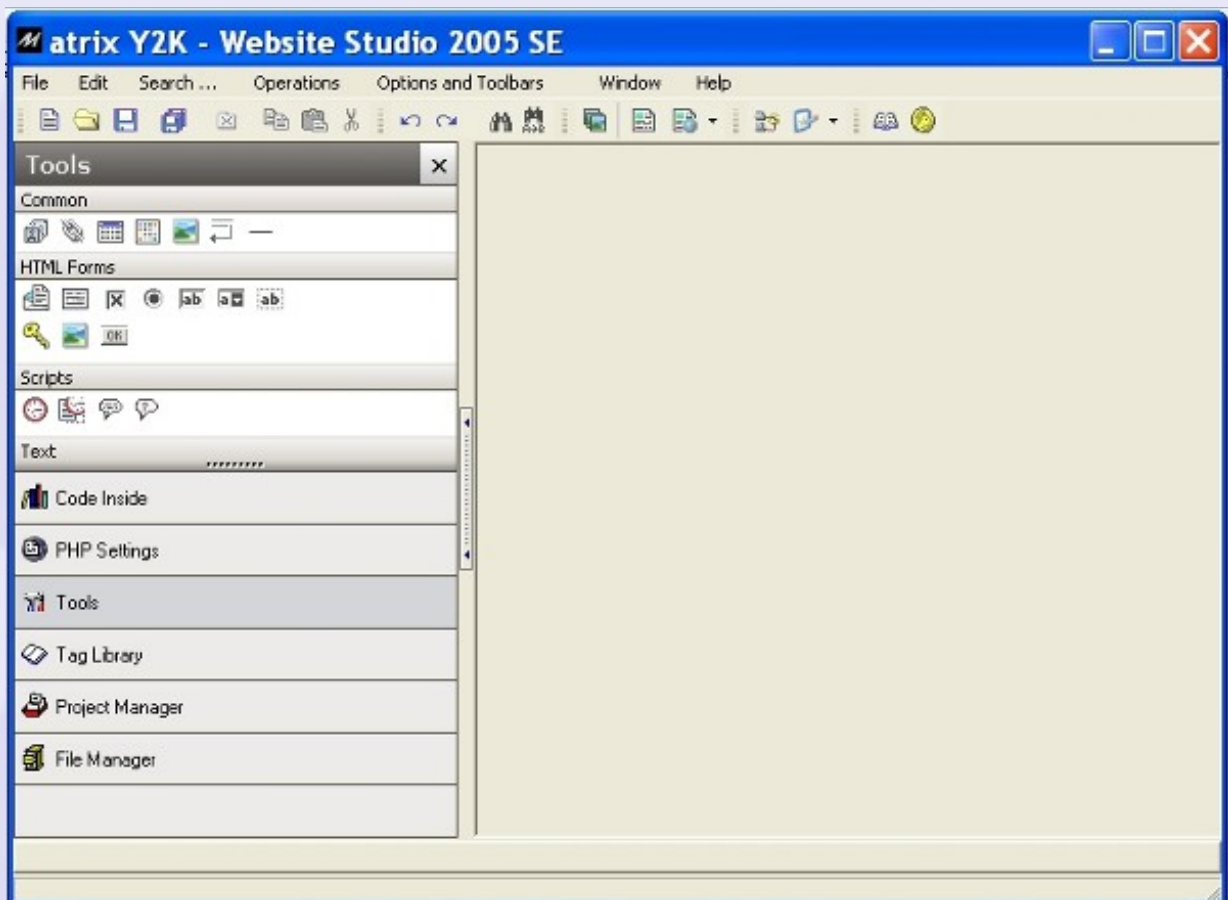 M atrix Y2K - Website Studio 2005 SE
File Edit Search ... Operations Options and Toolbars Window Help
Tools
Common
HTML Forms
ab a ab
OK
Scripts
Text
Code Inside
PHP Settings
Tools
Tag Library
Project Manager
File Manager